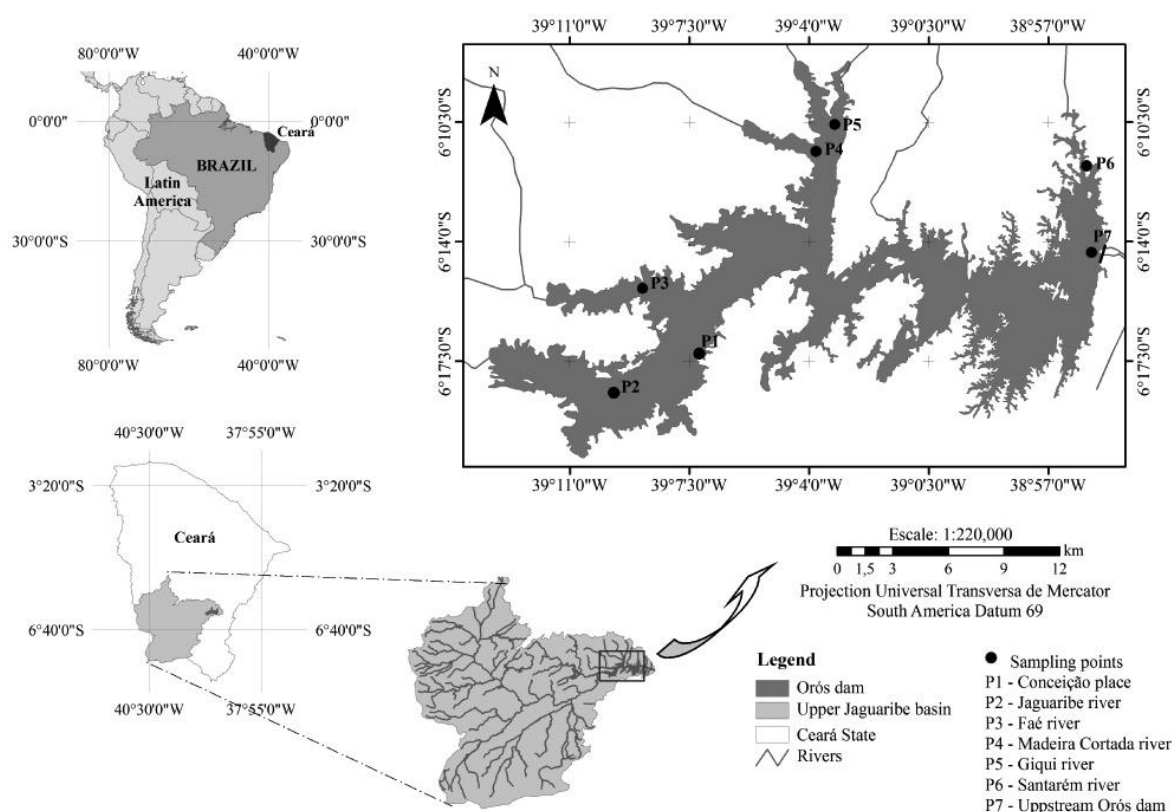 80°0'0"W
40°0'0"W
0°0'0"
0°0'0"S
Ceará
BRAZIL
Latin
America
30°0'0"S
30°0'0"S
80°0'0"W
40°0'0"W
39°11'0"W
39°7'30"W
39°4'0"W
39°0'30"W
38°57'0"W
N
6°10'30"S
6°10'30"S
P5
P4
P6
6°14'0"S
6°14'0"S
P7
P3
P1
6°17'30"S
6°17'30"S
P2
39°11'0"W
39°7'30"W
39°4'0"W
39°0'30"W
38°57'0"W
40°30'0"W
37°55'0"W
3°20'0"S
3°20'0"S
Ceará
6°40'0"S
6°40'0"S
40°30'0"W
37°55'0"W
Escale: 1:220,000
km
0 1,5 3 6 9 12
Projection Universal Transversa de Mercator
South America Datum 69
Legend
Orós dam
Upper Jaguaribe basin
Ceará State
Rivers
Sampling points
P1 - Conceição place
P2 - Jaguaribe river
P3 - Faé river
P4 - Madeira Cortada river
P5 - Giqui river
P6 - Santarém river
P7 - Uppstream Orós dam